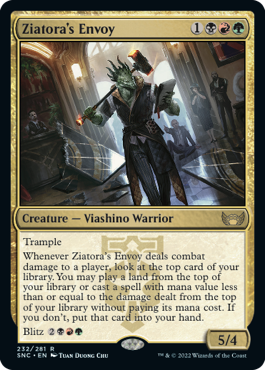 Ziatora's Envoy 1
Creature — Viashino Warrior
Trample
Whenever Ziatora's Envoy deals combat
damage to a player, look at the top card of your
library. You may play a land from the top of
your library or cast a spell with mana value less
than or equal to the damage dealt from the top
of your library without paying its mana cost. If
you don't, put that card into your hand.
Blitz 2
5/4
232/281 R
SNC • EN Tuan Duong Chu
™ & © 2022 Wizards of the Coast